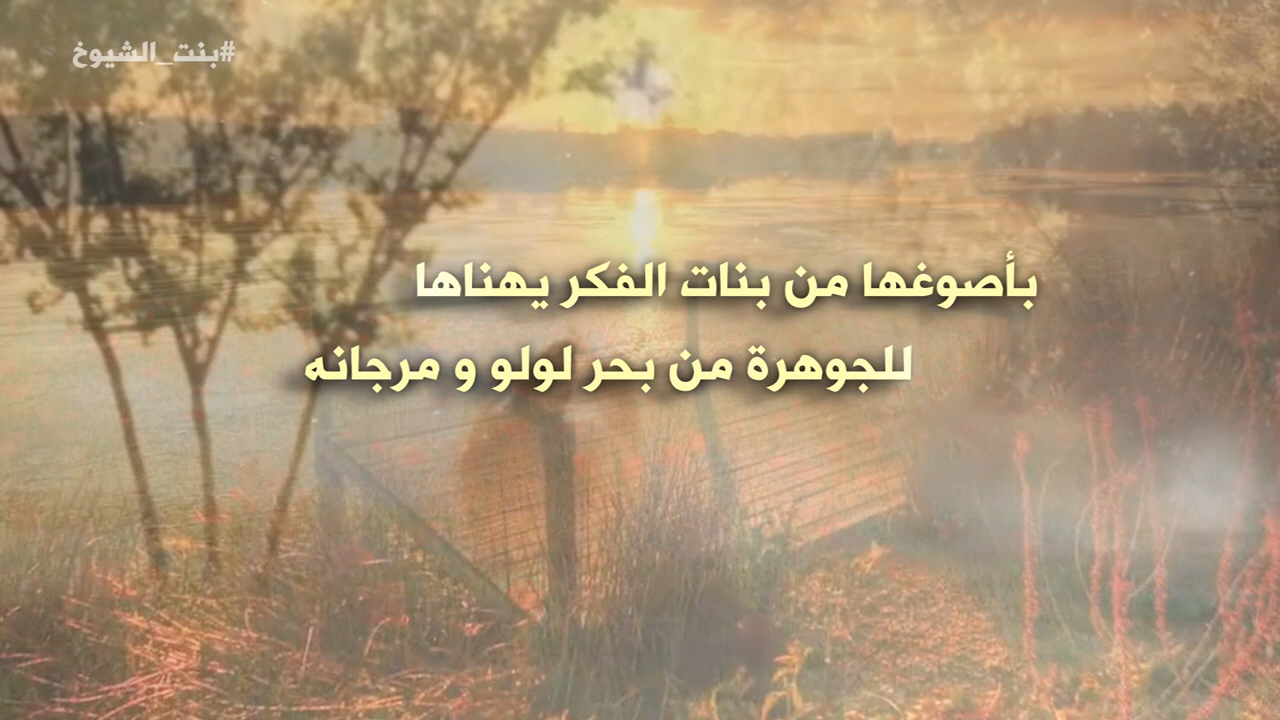 #بنت_الشيوخ
بأصوغها من بنات الفكر يهناها
للجوهرة من بحر لولو و مرجانه